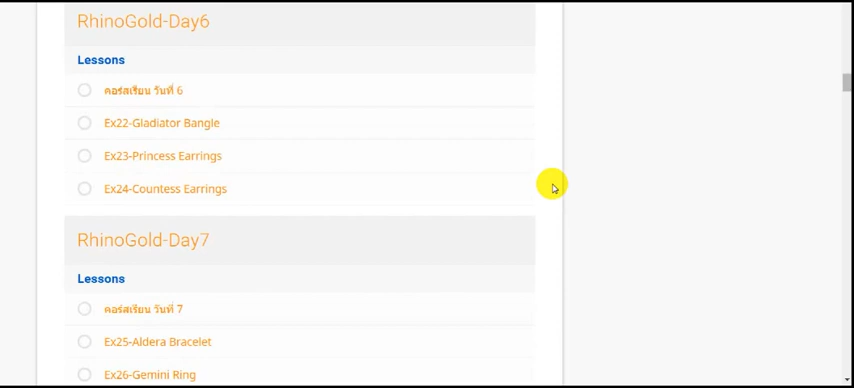 RhinoGold-Day6
Lessons
คอร์สเรียน วันที่ 6
Ex22-Gladiator Bangle
Ex23-Princess Earrings
Ex24-Countess Earrings
RhinoGold-Day7
Lessons
คอร์สเรียน วันที่ 7
Ex25-Aldera Bracelet
Ex26-Gemini Ring